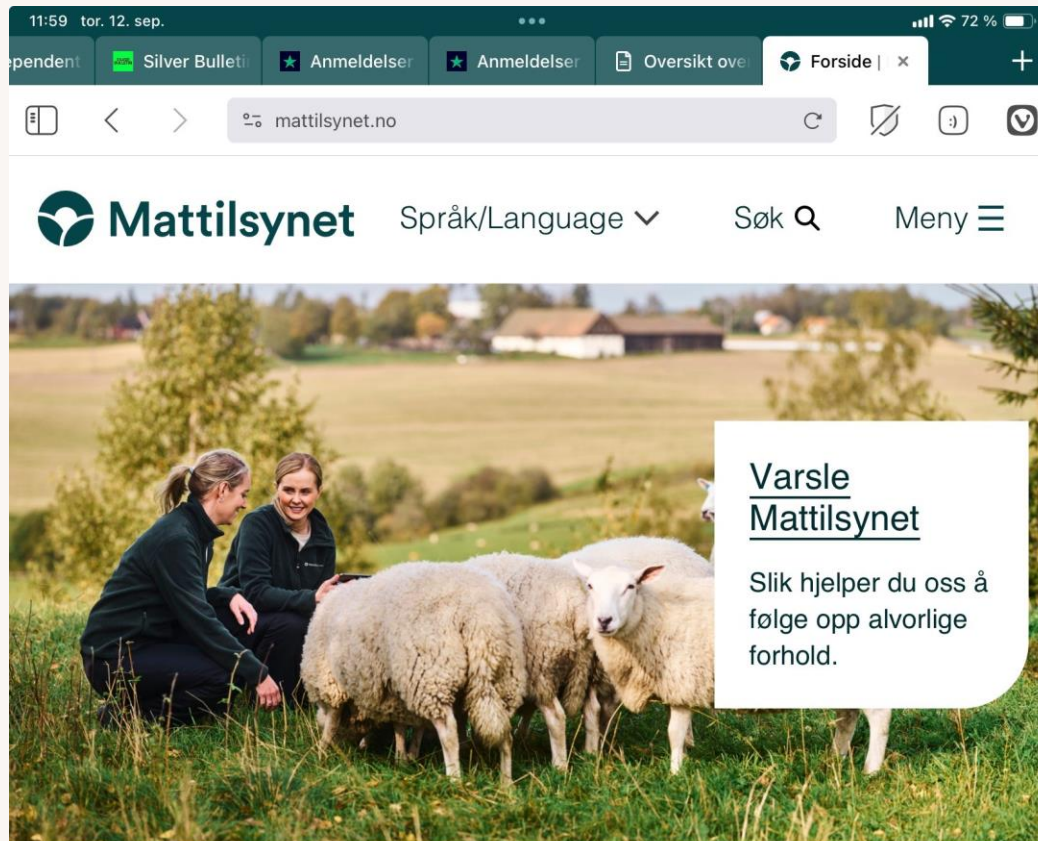 11:59 tor. 12. sep.
72 %
ependent
Silver Bulleti
Anmeldelser
Anmeldelser
Oversikt ove
Forside |
mattilsynet.no
Mattilsynet
Språk/Language
Søk
Meny
Varsle
Mattilsynet
Slik hjelper du oss å
følge opp alvorlige
forhold.